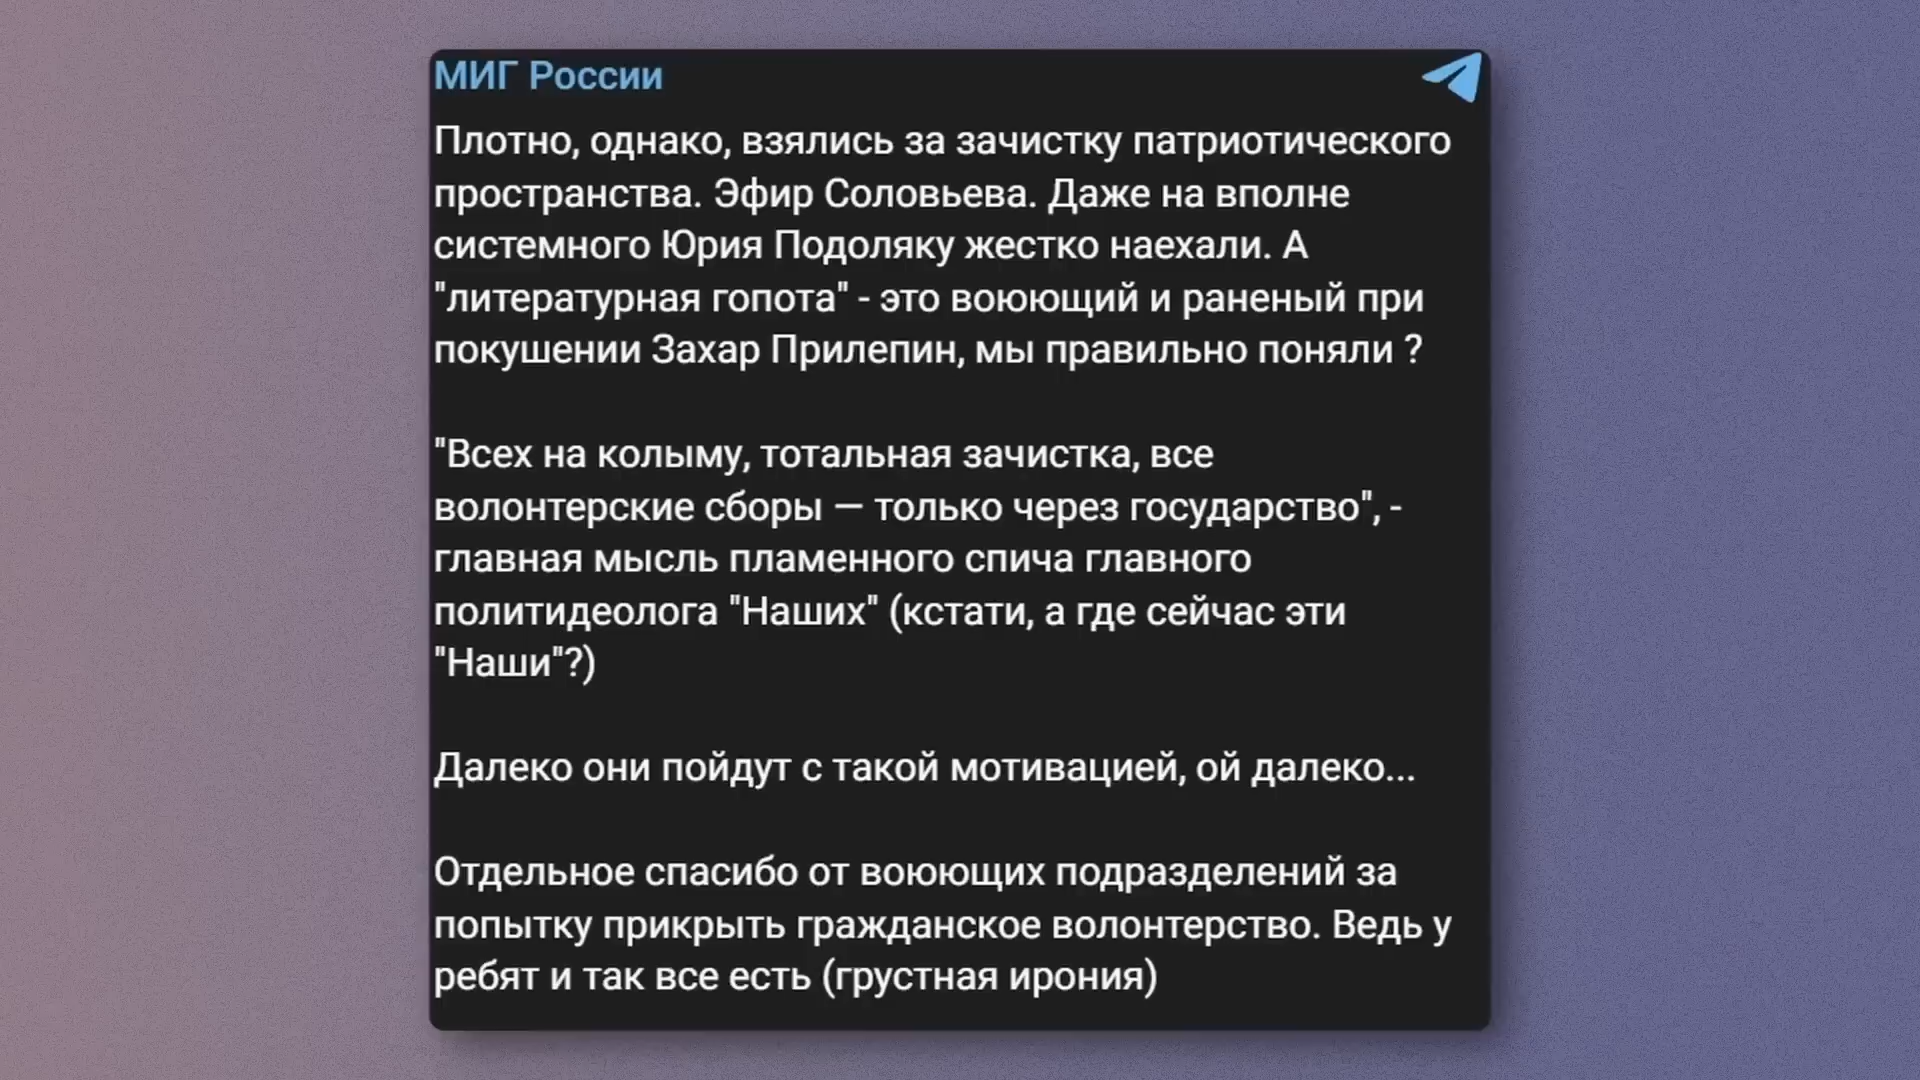 МИГ России
Плотно, однако, взялись за зачистку патриотического
пространства. Эфир Соловьева. Даже на вполне
системного Юрия Подоляку жестко наехали. А
"литературная гопота" - это воюющий и раненый при
покушении Захар Прилепин, мы правильно поняли ?
"Всех на колыму, тотальная зачистка, все
волонтерские сборы — только через государство", -
главная мысль пламенного спича главного
политидеолога "Наших" (кстати, а где сейчас эти
"Наши"?)
Далеко они пойдут с такой мотивацией, ой далеко...
Отдельное спасибо от воюющих подразделений за
попытку прикрыть гражданское волонтерство. Ведь у
ребят и так все есть (грустная ирония)